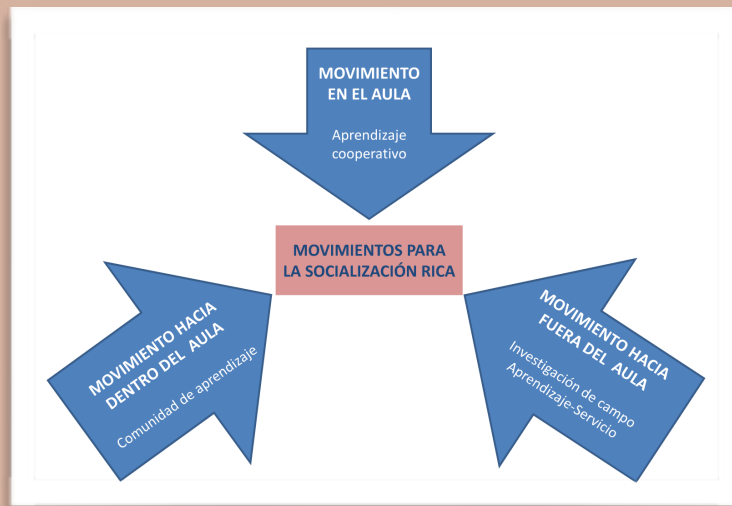 MOVIMIENTO
EN EL AULA
Aprendizaje
cooperativo
MOVIMIENTOS PARA
LA SOCIALIZACIÓN RICA
MOVIMIENTO HACIA
DENTRO DEL AULA
Comunidad de aprendizaje
MOVIMIENTO HACIA
FUERA DEL AULA
Investigación de campo
Aprendizaje-Servicio